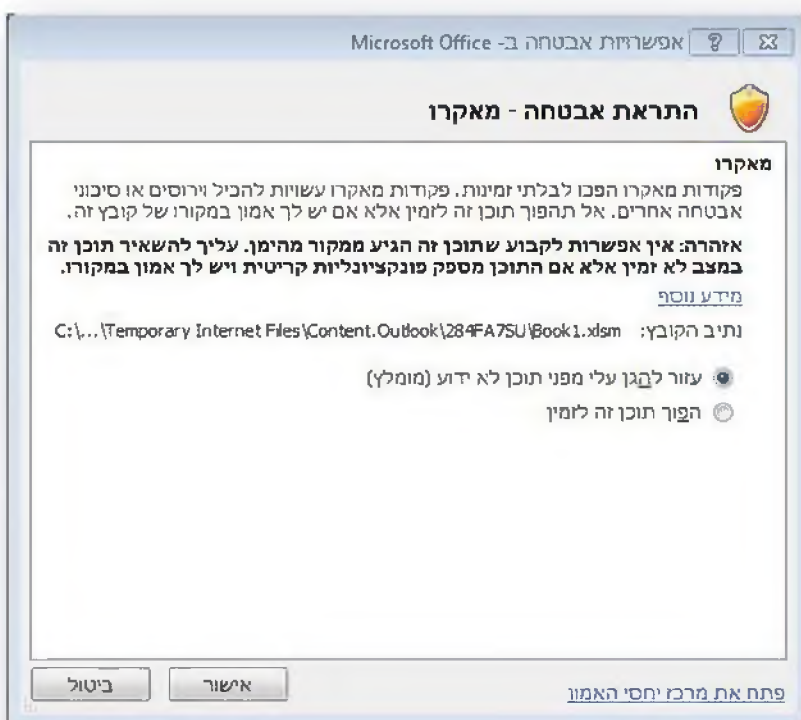 אפשרויות אבטחה ב- Microsoft Office
התראת אבטחה - מאקרו
מאקרו
פקודות מאקרו הפכו לבלתי זמינות. פקודות מאקרו עשויות להכיל וירוסים או סיכוני
אבטחה אחרים. אל תהפוך תוכן זה לזמין אלא אם יש לך אמון במקורו של קובץ זה.
אזהרה: אין אפשרות לקבוע שתוכן זה הגיע ממקור מהימן. עליך להשאיר תוכן זה
במצב לא זמין אלא אם התוכן מספק פונקציונליות קריטית ויש לך אמון במקורו.
מידע נוסף
נתיב הקובץ: C:\...\Temporary Internet Files\Content.Outlook\284FA7SU\Book1.xlsm
עזור להגן עלי מפני תוכן לא ידוע (מומלץ)
הפוך תוכן זה לזמין
פתח את מרכז יחסי האמון
אישור
ביטול